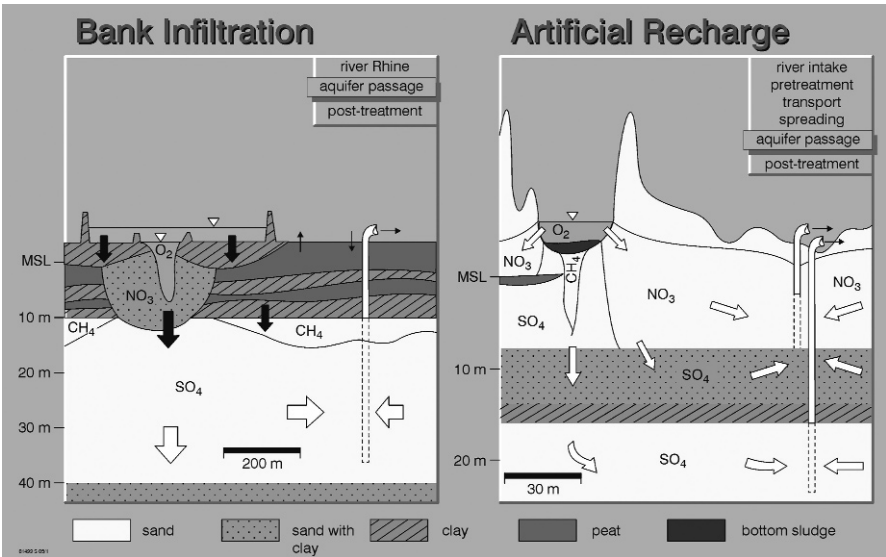 Bank Infiltration
river Rhine
aquifer passage
post-treatment
O2
MSL
NO3
10 m
CH4
CH4
SO4
20 m
30 m
200 m
40 m
Artificial Recharge
river intake
pretreatment
transport
spreading
aquifer passage
post-treatment
O2
NO3
CH4
MSL
NO3
NO3
SO4
10 m
SO4
20 m
SO4
30 m
sand
sand with
clay
clay
peat
bottom sludge